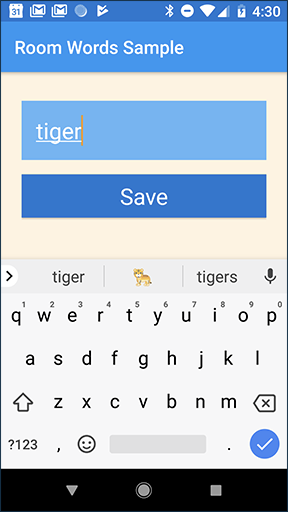 31 4:30
Room Words Sample
tiger
Save
tiger tigers
1 2 3 4 5 6 7 8 9 0
q w e r t y u i o p
a s d f g h j k l
z x c v b n m
?123 , .